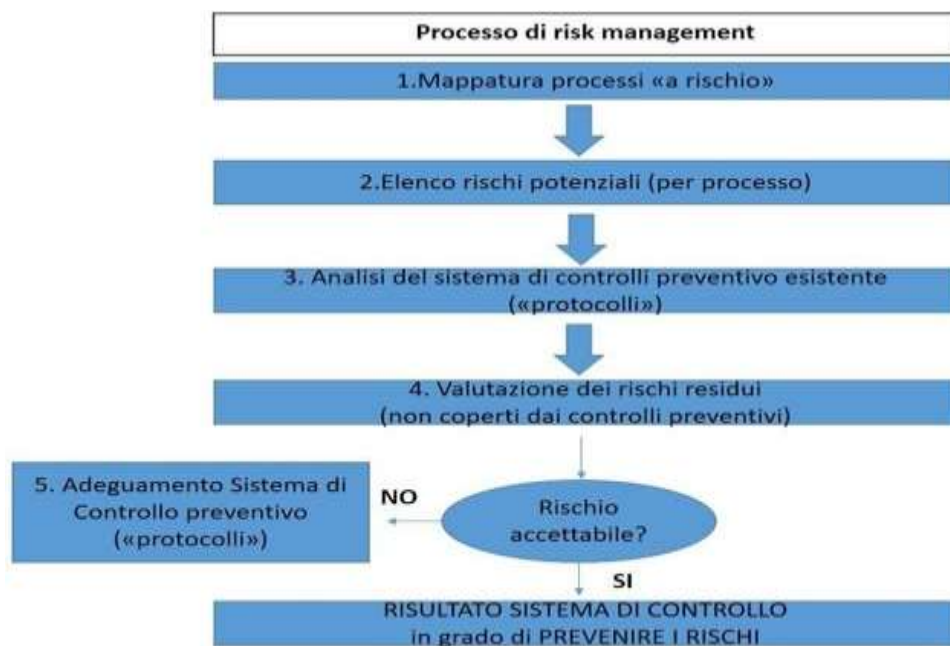 Processo di risk management
1.Mappatura processi «a rischio»
2.Elenco rischi potenziali (per processo)
3. Analisi del sistema di controlli preventivo esistente
(«protocolli»)
4. Valutazione dei rischi residui
(non coperti dai controlli preventivi)
5. Adeguamento Sistema di
Controllo preventivo
(«protocolli»)
NO
Rischio
accettabile?
SI
RISULTATO SISTEMA DI CONTROLLO
in grado di PREVENIRE I RISCHI